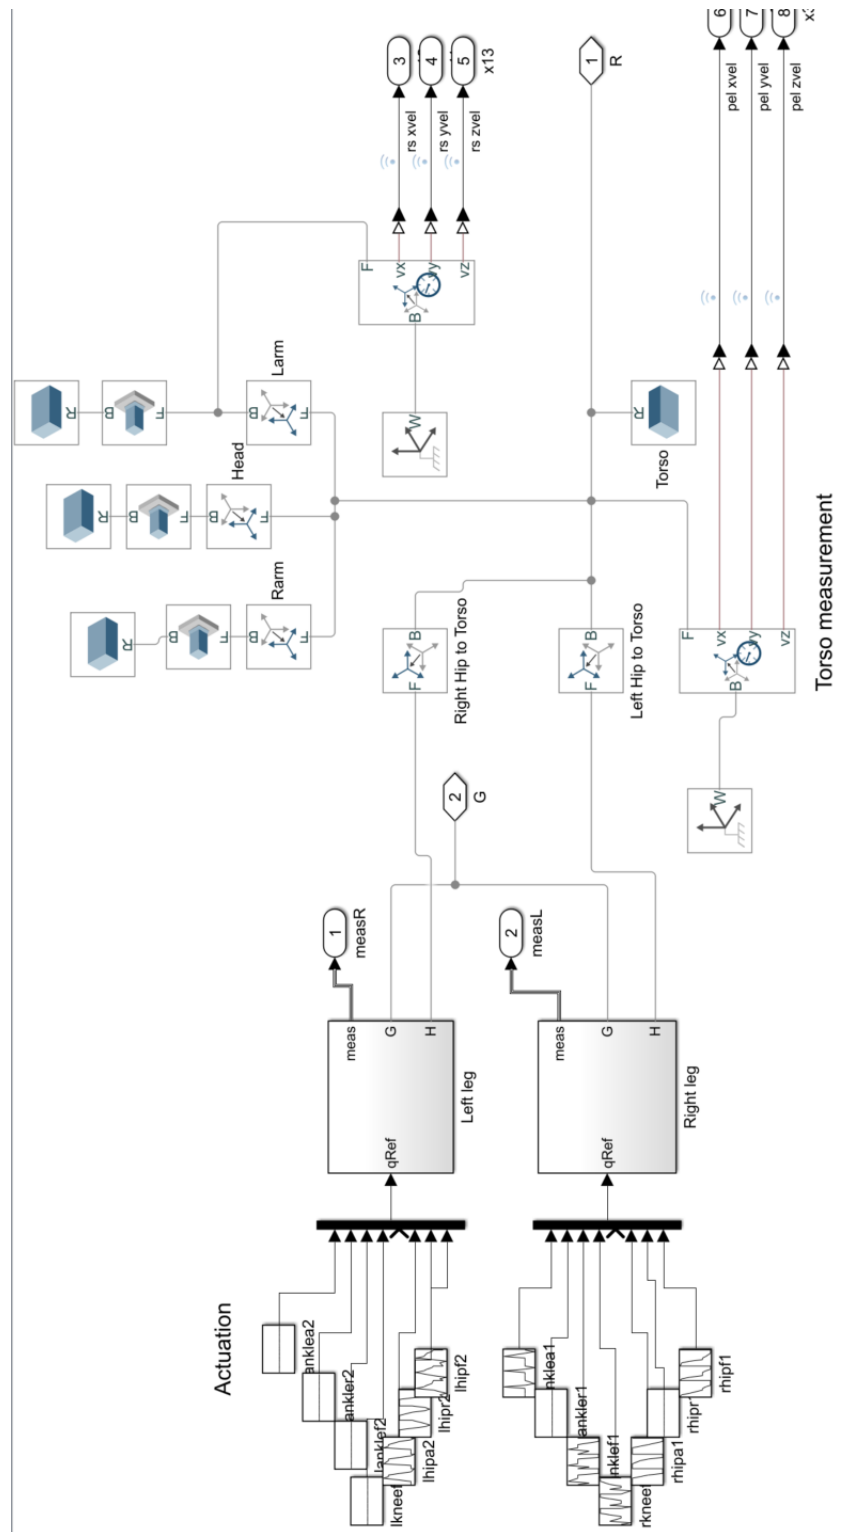 6
7
8
x
3
4
5
x13
1
R
rs xvel
rs yvel
rs zvel
pel xvel
pel yvel
pel zvel
F
vx
vy
vz
B
R
B
F
B
F
Larm
W
R
Torso
R
B
F
B
F
Head
R
B
F
B
F
Rarm
B
F
Right Hip to Torso
B
F
Left Hip to Torso
F
vx
vy
vz
B
Torso measurement
W
2
G
1
measR
2
measL
meas
G
H
qRef
Left leg
meas
G
H
qRef
Right leg
Actuation
anklea2
ankler2
lanklef2
lkneef
lhipa2
lhipr2
lhipf2
nklea1
ankler1
nklef1
rkneef
rhipa1
rhipr
rhipf1